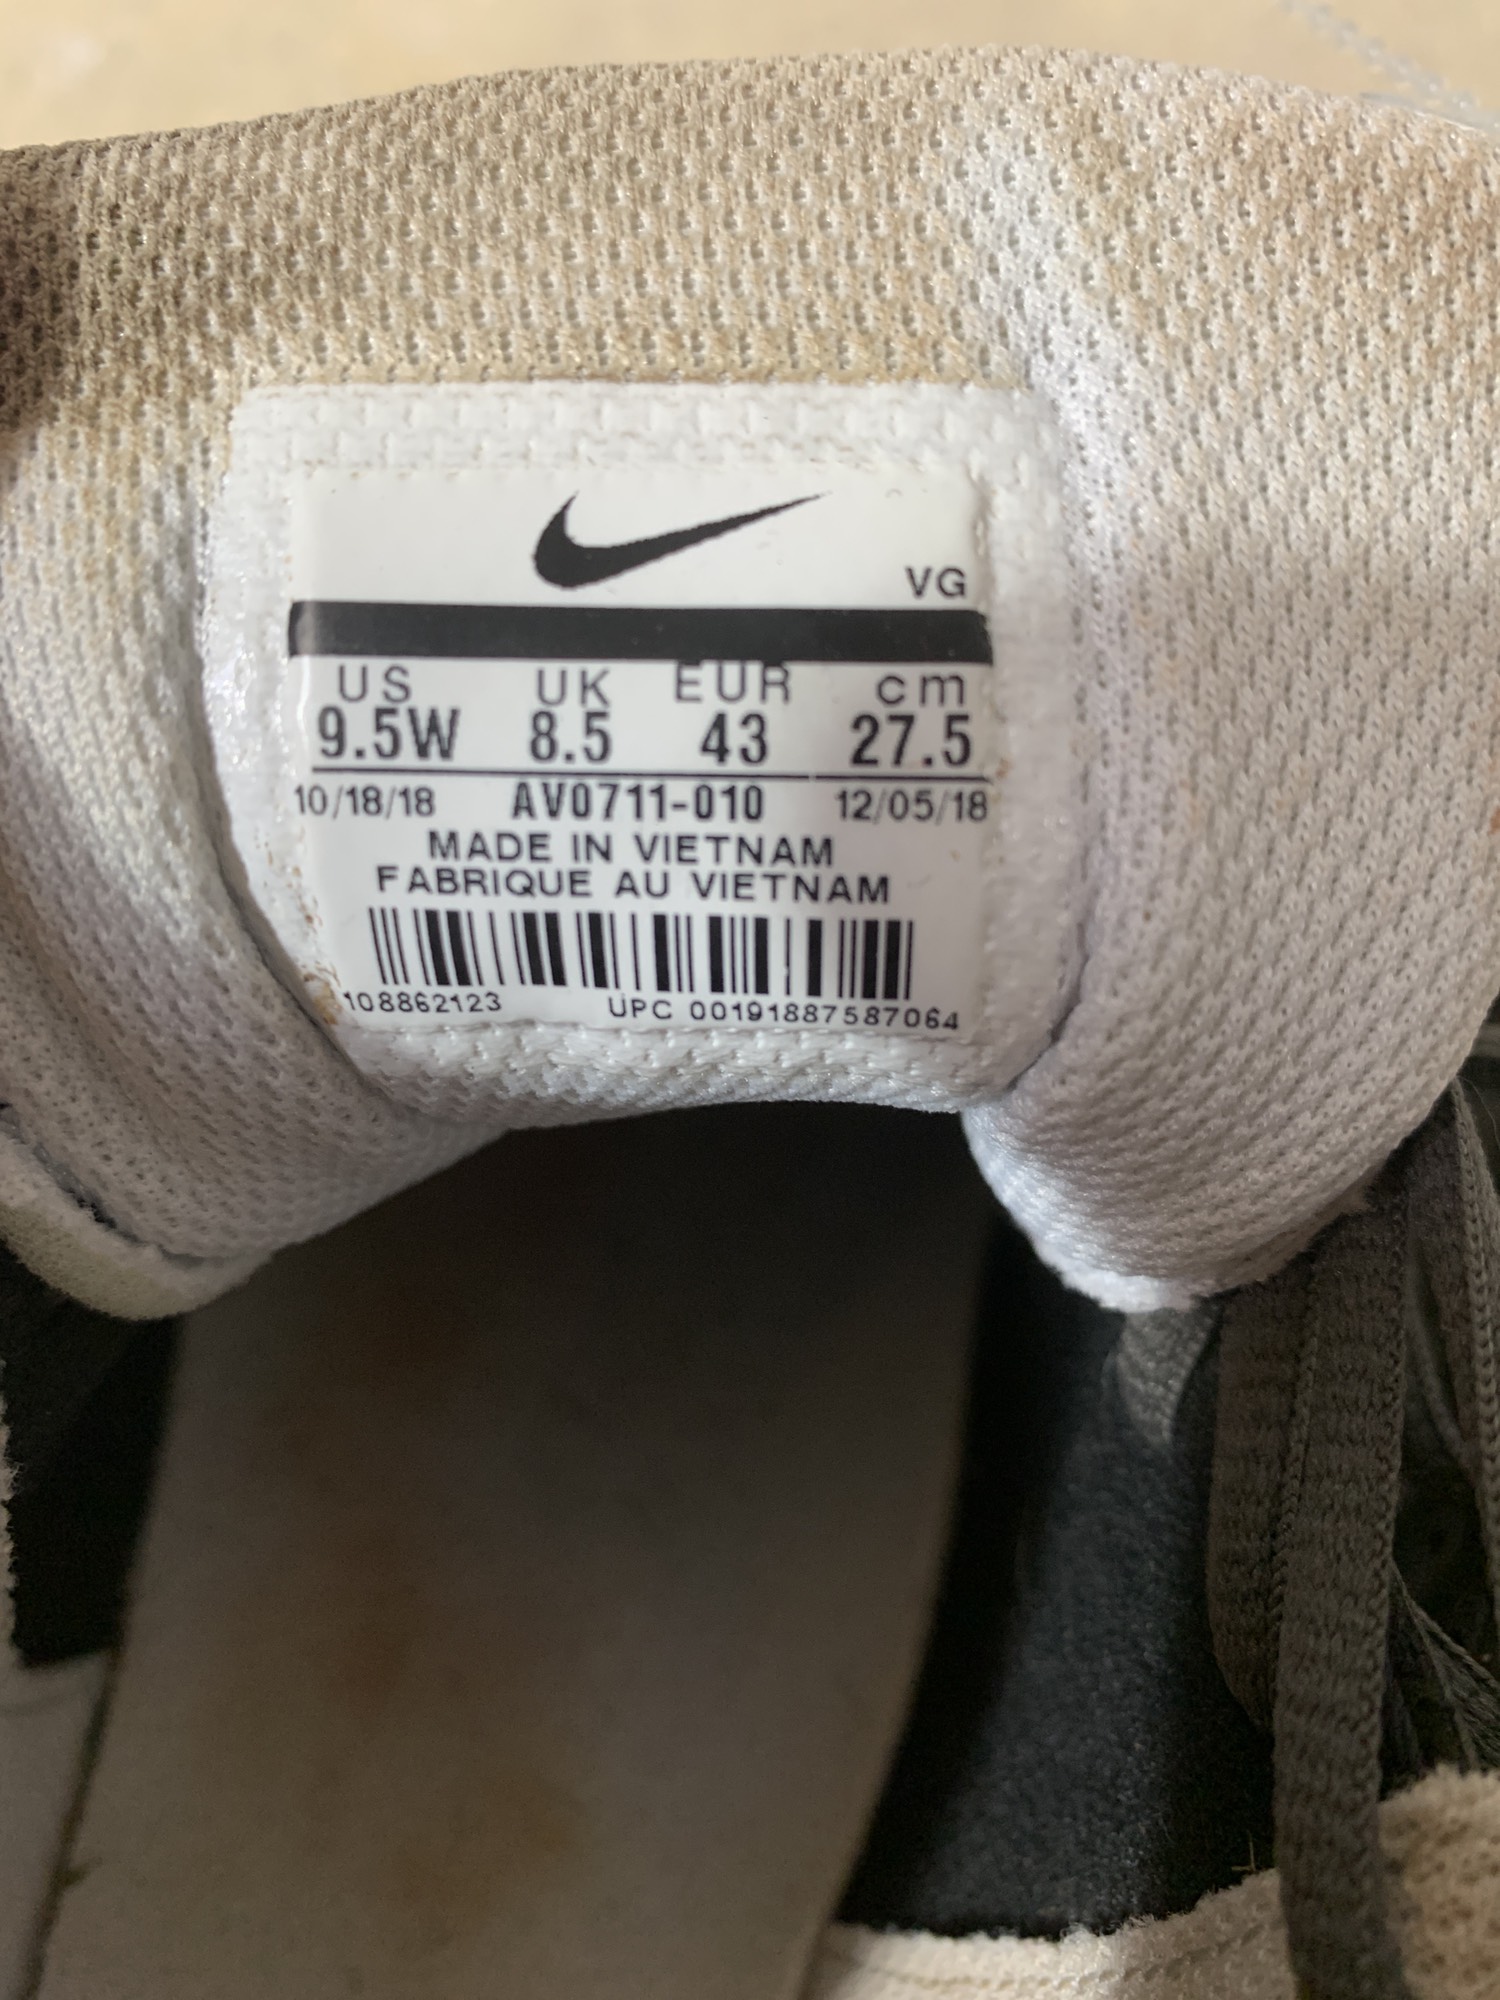 VG
US UK EUR cm
9.5W 8.5 43 27.5
10/18/18 AV0711-010 12/05/18
MADE IN VIETNAM
FABRIQUE AU VIETNAM
108862123 UPC 00191887587064